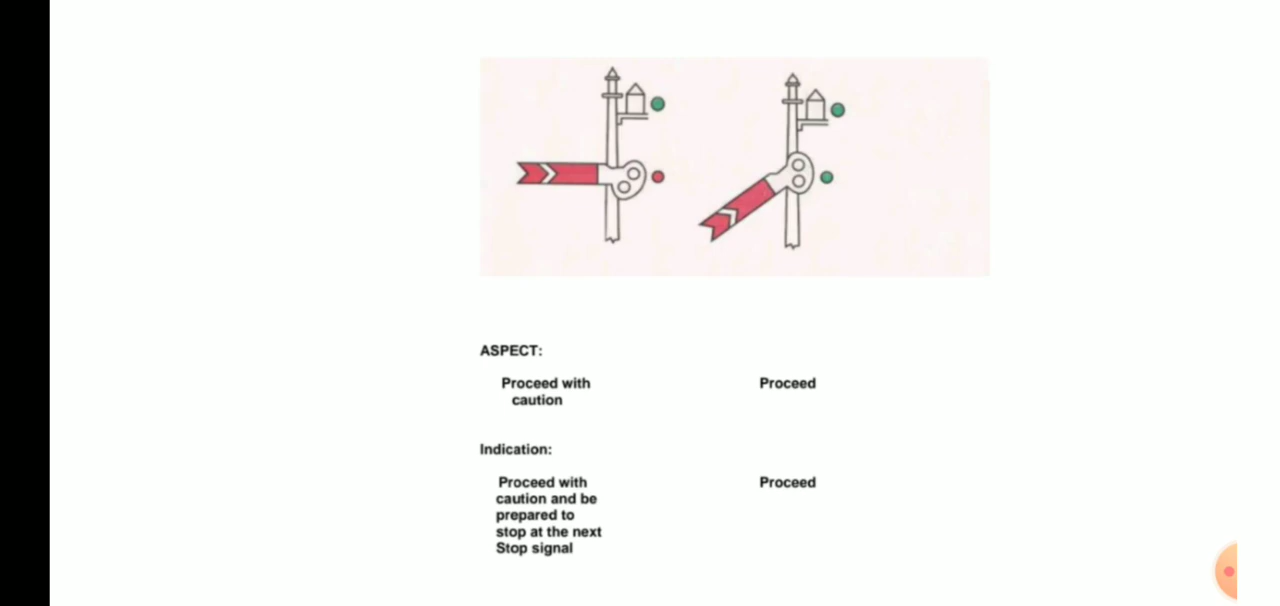 ASPECT:
Proceed with Proceed
caution
Indication:
Proceed with Proceed
caution and be
prepared to
stop at the next
Stop signal